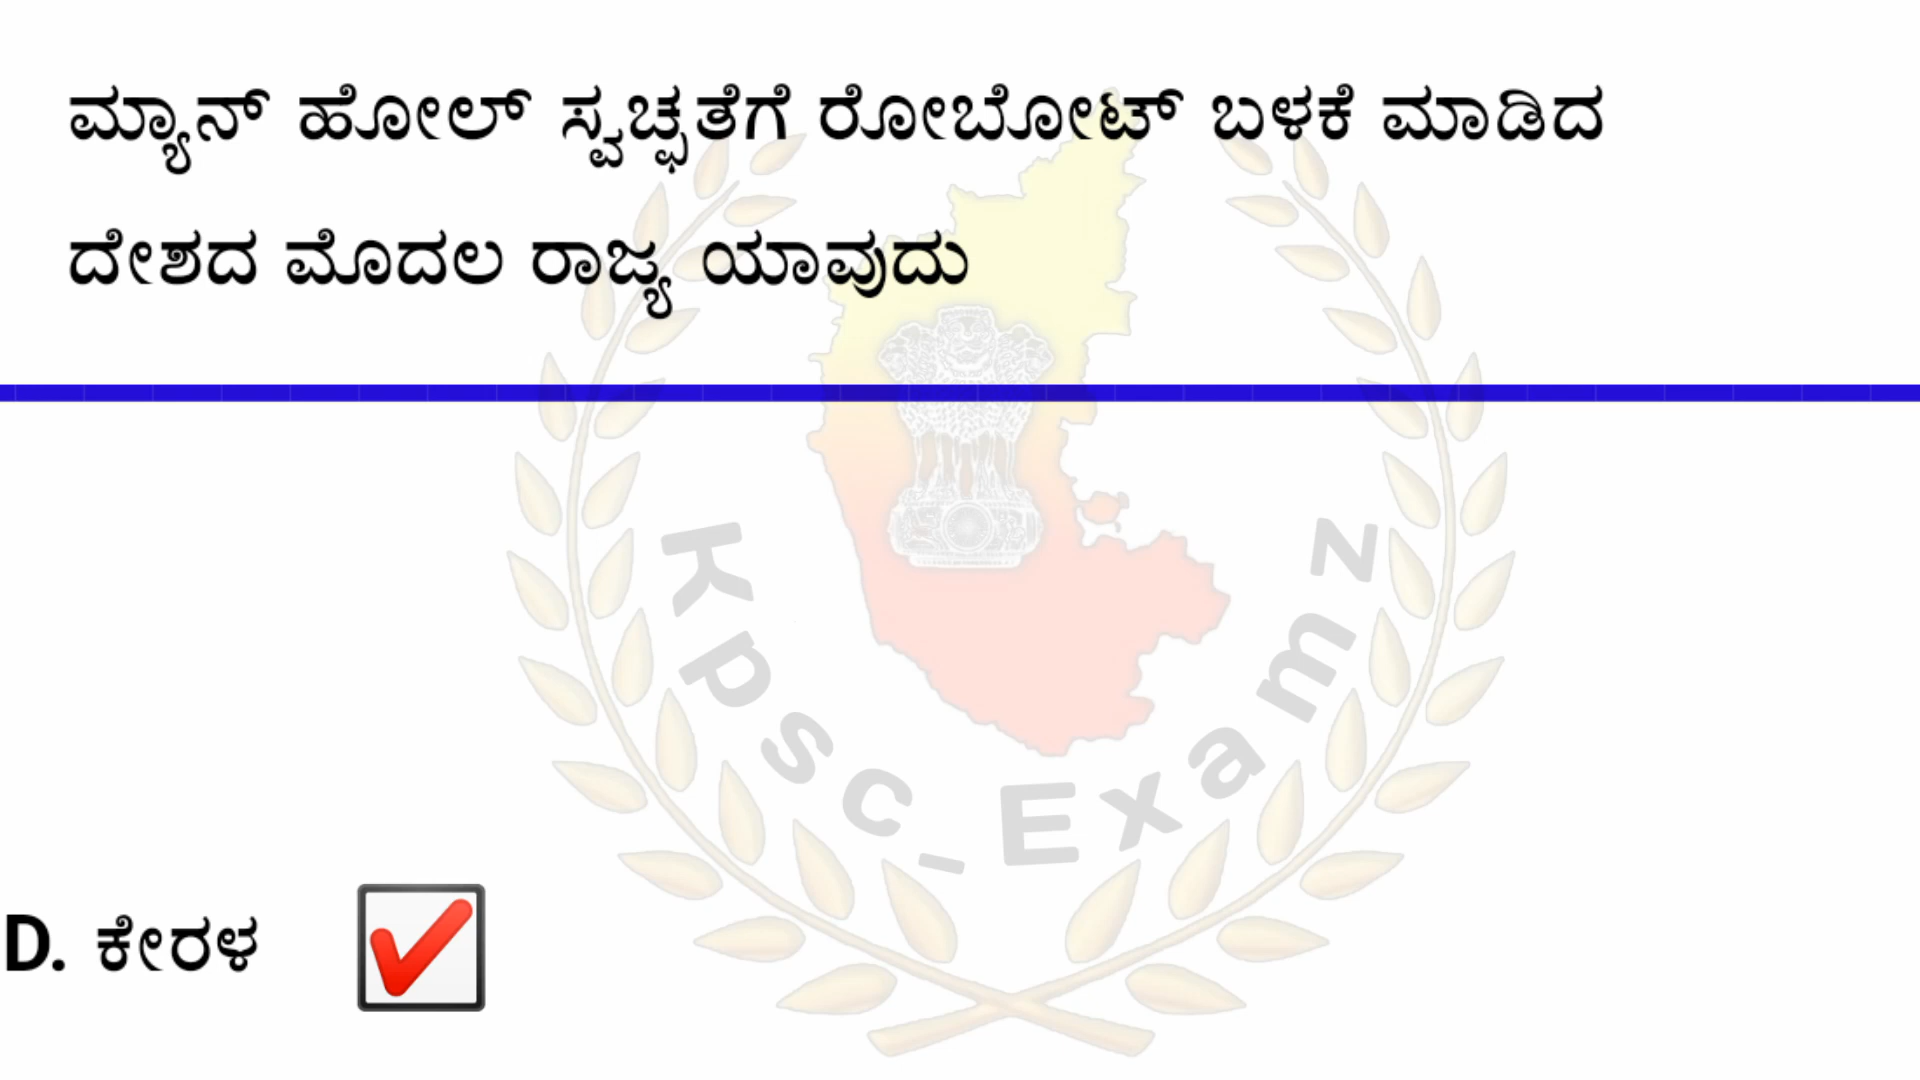 ಮ್ಯಾನ್ ಹೋಲ್ ಸ್ವಚ್ಛತೆಗೆ ರೋಬೋಟ್ ಬಳಕೆ ಮಾಡಿದ
ದೇಶದ ಮೊದಲ ರಾಜ್ಯ ಯಾವುದು
Kpsc_Examz
D. ಕೇರಳ